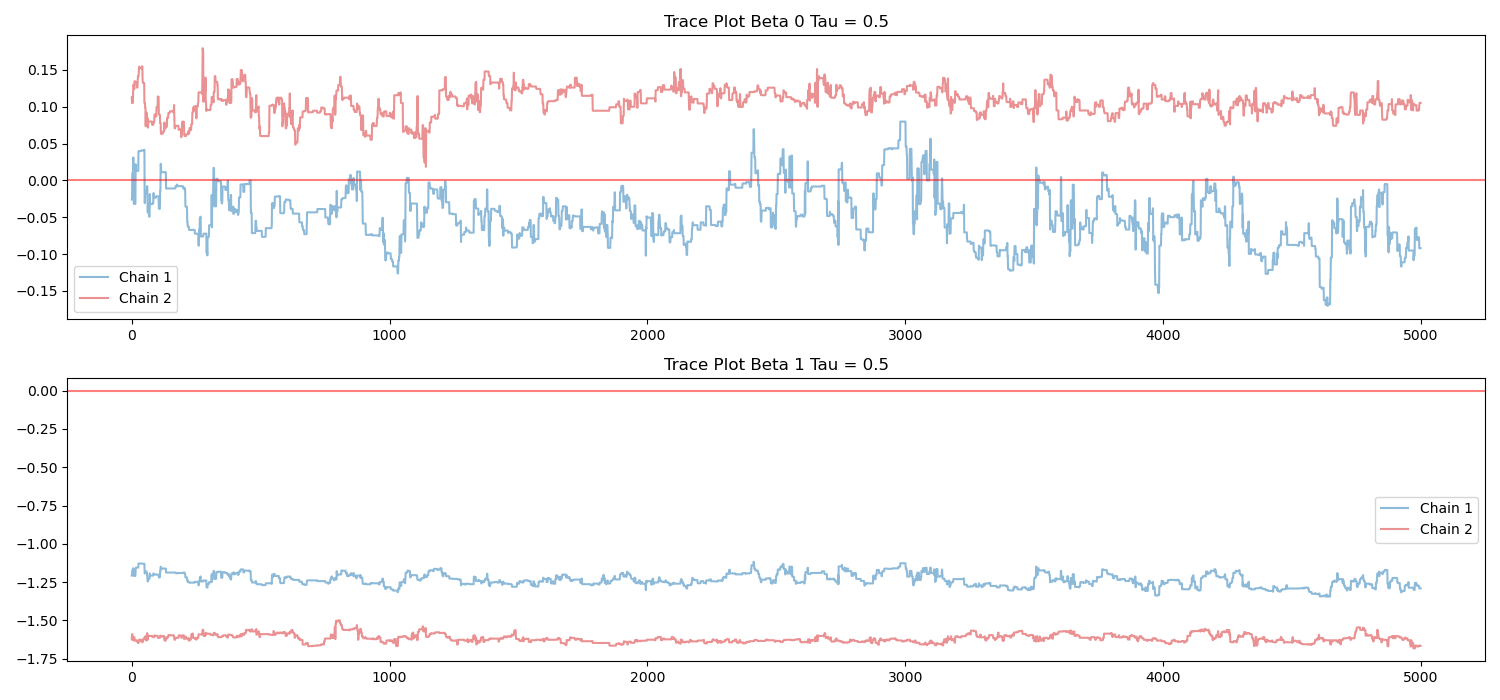 Trace Plot Beta 0 Tau = 0.5
0.15
0.10
0.05
0.00
−0.05
−0.10
−0.15
Chain 1
Chain 2
0 1000 2000 3000 4000 5000
Trace Plot Beta 1 Tau = 0.5
0.00
−0.25
−0.50
−0.75
−1.00
−1.25
−1.50
−1.75
Chain 1
Chain 2
0 1000 2000 3000 4000 5000